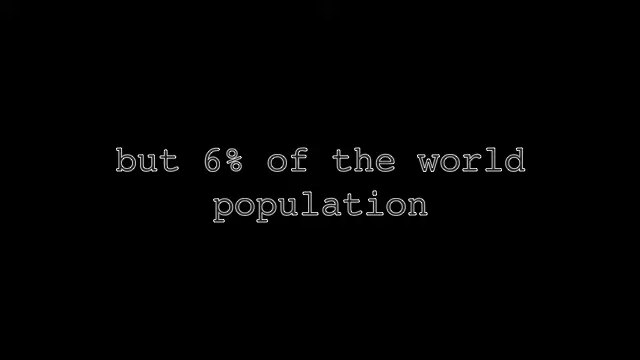 but 6% of the world
population